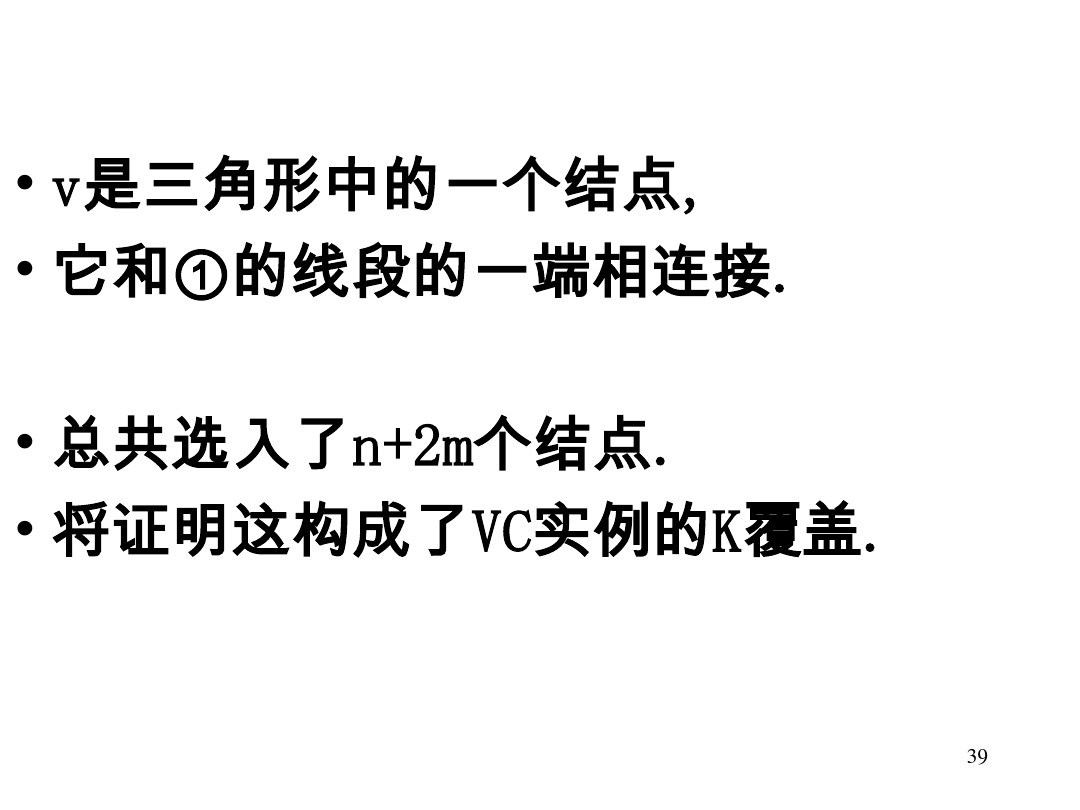 • v是三角形中的一个结点,
• 它和①的线段的一端相连接.
• 总共选入了n+2m个结点.
• 将证明这构成了VC实例的K覆盖.
39